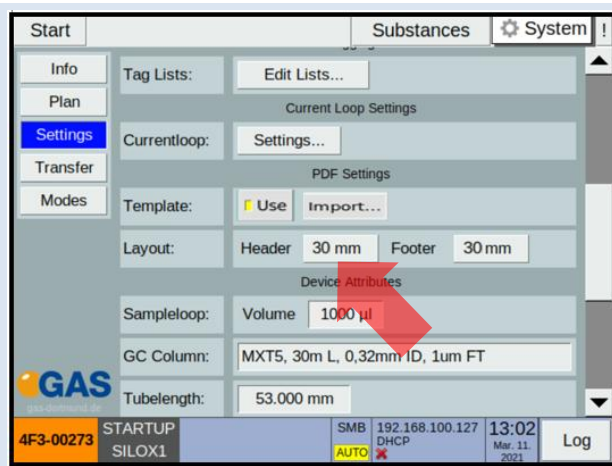 Start Substances System !
Info
Plan
Settings
Transfer
Modes
Tag Lists: Edit Lists...
Current Loop Settings
Currentloop: Settings...
PDF Settings
Template: Use Import...
Layout: Header 30 mm Footer 30 mm
Device Attributes
Sampleloop: Volume 1000 µl
GC Column: MXT5, 30m L, 0,32mm ID, 1um FT
Tubelength: 53.000 mm
GAS
gas-dortmund.de
4F3-00273 STARTUP SILOX1
SMB AUTO
192.168.100.127
DHCP
13:02
Mar. 11.
2021
Log